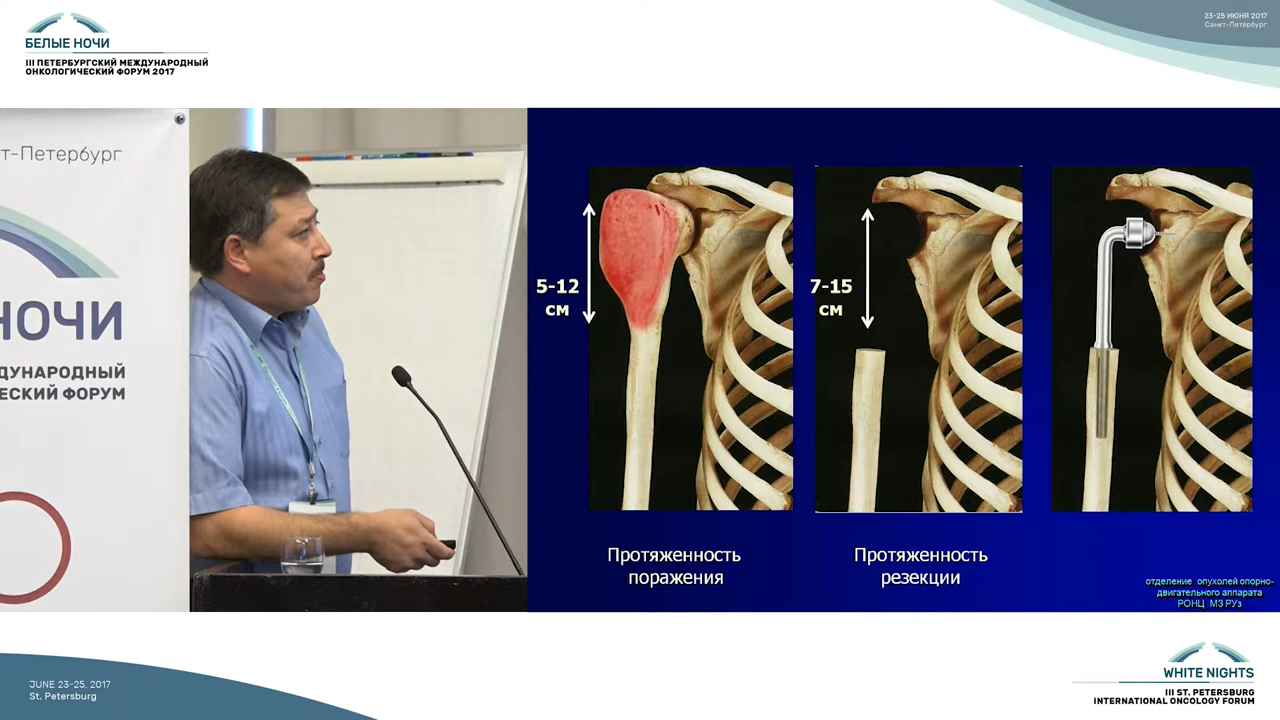 БЕЛЫЕ НОЧИ
III ПЕТЕРБУРГСКИЙ МЕЖДУНАРОДНЫЙ
ОНКОЛОГИЧЕСКИЙ ФОРУМ 2017
23-25 ИЮНЯ 2017
Санкт-Петербург
т-Петербург
НОЧИ
ДУНАРОДНЫЙ
ЕСКИЙ ФОРУМ
5-12
см
7-15
см
Протяженность
поражения
Протяженность
резекции
отделение опухолей опорно-
двигательного аппарата
РОНЦ МЗ РУз
JUNE 23-25, 2017
St. Petersburg
WHITE NIGHTS
III ST. PETERSBURG
INTERNATIONAL ONCOLOGY FORUM